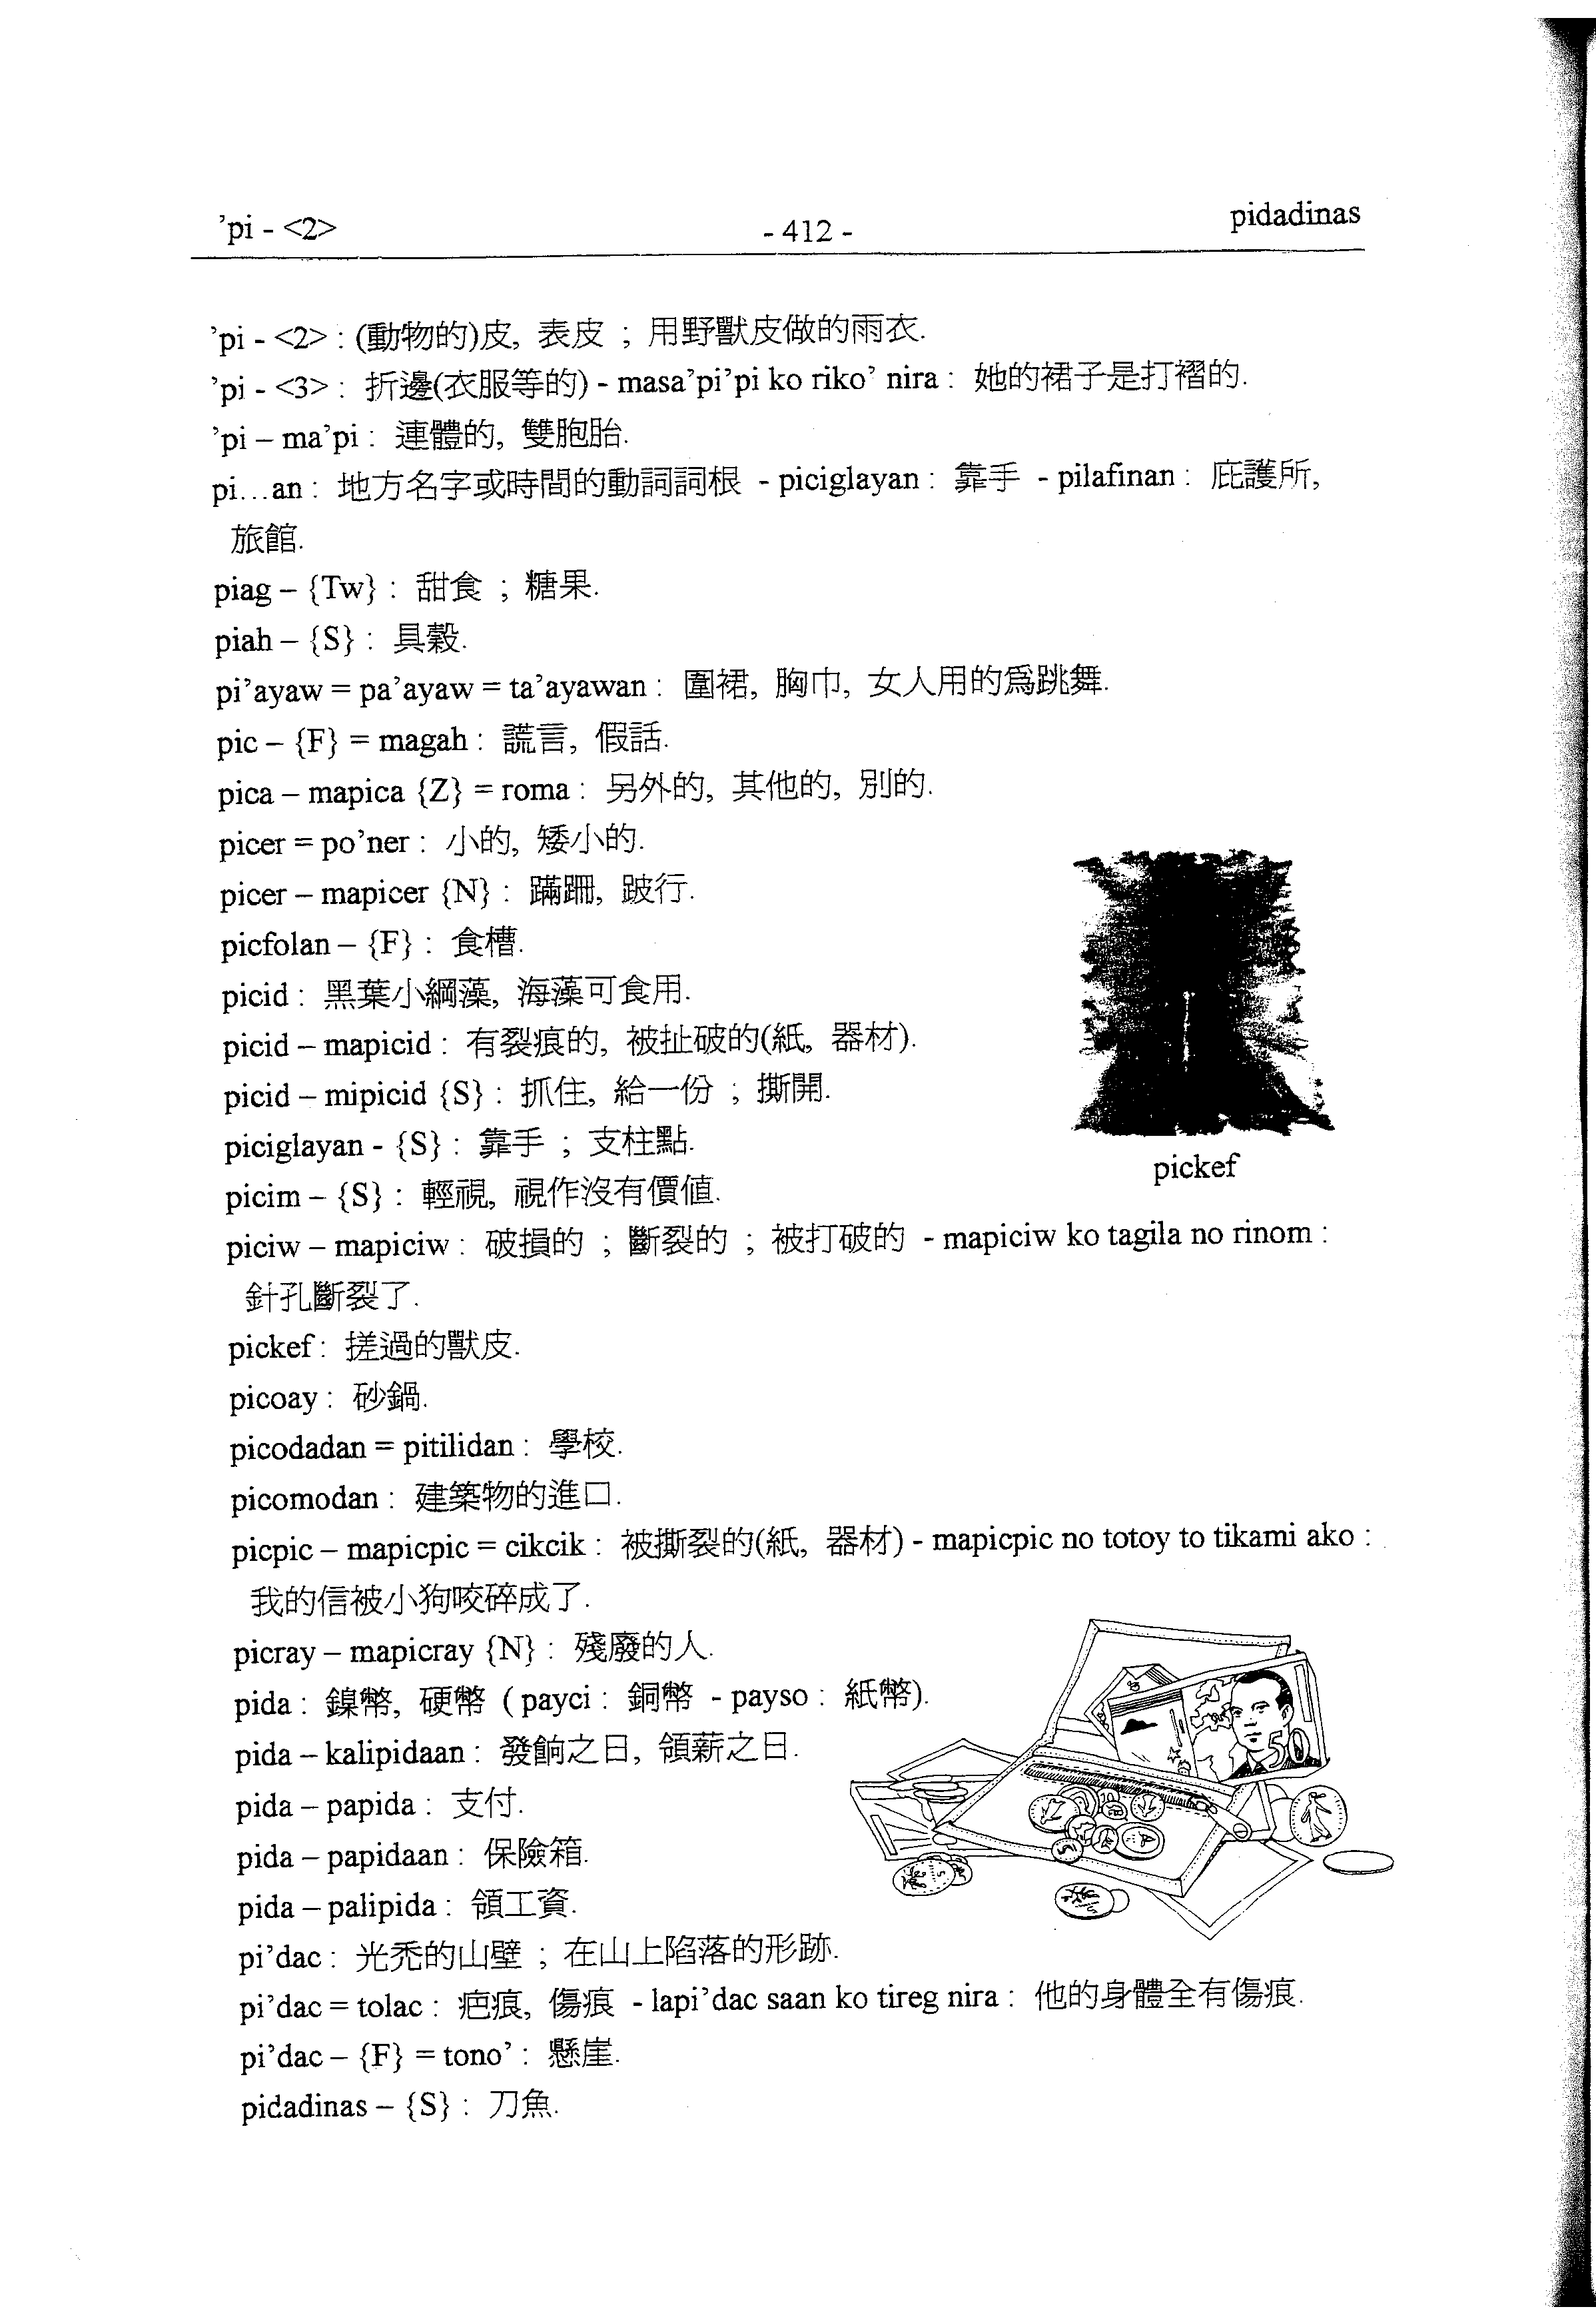 ’pi - <2>
- 412 -
pidadinas
’pi - <2> : (動物的)皮, 表皮 ; 用野獸皮做的雨衣.
’pi - <3> : 折邊(衣服等的) - masa’pi’pi ko riko’ nira : 她的裙子是打褶的.
’pi – ma’pi : 連體的, 雙胞胎.
pi...an : 地方名字或時間的動詞詞根 - piciglayan : 靠手 - pilafinan : 庇護所,
旅館.
piag – {Tw} : 甜食 ; 糖果.
piah – {S} : 具穀.
pi’ayaw = pa’ayaw = ta’ayawan : 圍裙, 胸巾, 女人用的爲跳舞.
pic – {F} = magah : 謊言, 假話.
pica – mapica {Z} = roma : 另外的, 其他的, 別的.
picer = po’ner : 小的, 矮小的.
picer – mapicer {N} : 蹣跚, 跛行.
picfolan – {F} : 食槽.
picid : 黑葉小綱藻, 海藻可食用.
picid – mapicid : 有裂痕的, 被扯破的(紙, 器材).
picid – mipicid {S} : 抓住, 給一份 ; 撕開.
piciglayan - {S} : 靠手 ; 支柱點.
picim – {S} : 輕視, 視作沒有價值.
piciw – mapiciw : 破損的 ; 斷裂的 ; 被打破的 - mapiciw ko tagila no rinom :
針孔斷裂了.
pickef : 搓過的獸皮.
picoay : 砂鍋.
picodadan = pitilidan : 學校.
picomodan : 建築物的進口.
picpic – mapicpic = cikcik : 被撕裂的(紙, 器材) - mapicpic no totoy to tikami ako :
我的信被小狗咬碎成了.
picray – mapicray {N} : 殘廢的人.
pida : 鎳幣, 硬幣 ( payci : 銅幣 - payso : 紙幣).
pida – kalipidaan : 發餉之日, 領薪之日.
pida – papida : 支付.
pida – papidaan : 保險箱.
pida – palipida : 領工資.
pi’dac : 光禿的山壁 ; 在山上陷落的形跡.
pi’dac = tolac : 疤痕, 傷痕 - lapi’dac saan ko tireg nira : 他的身體全有傷痕.
pi’dac – {F} = tono’ : 懸崖.
pidadinas – {S} : 刀魚.
pickef
50